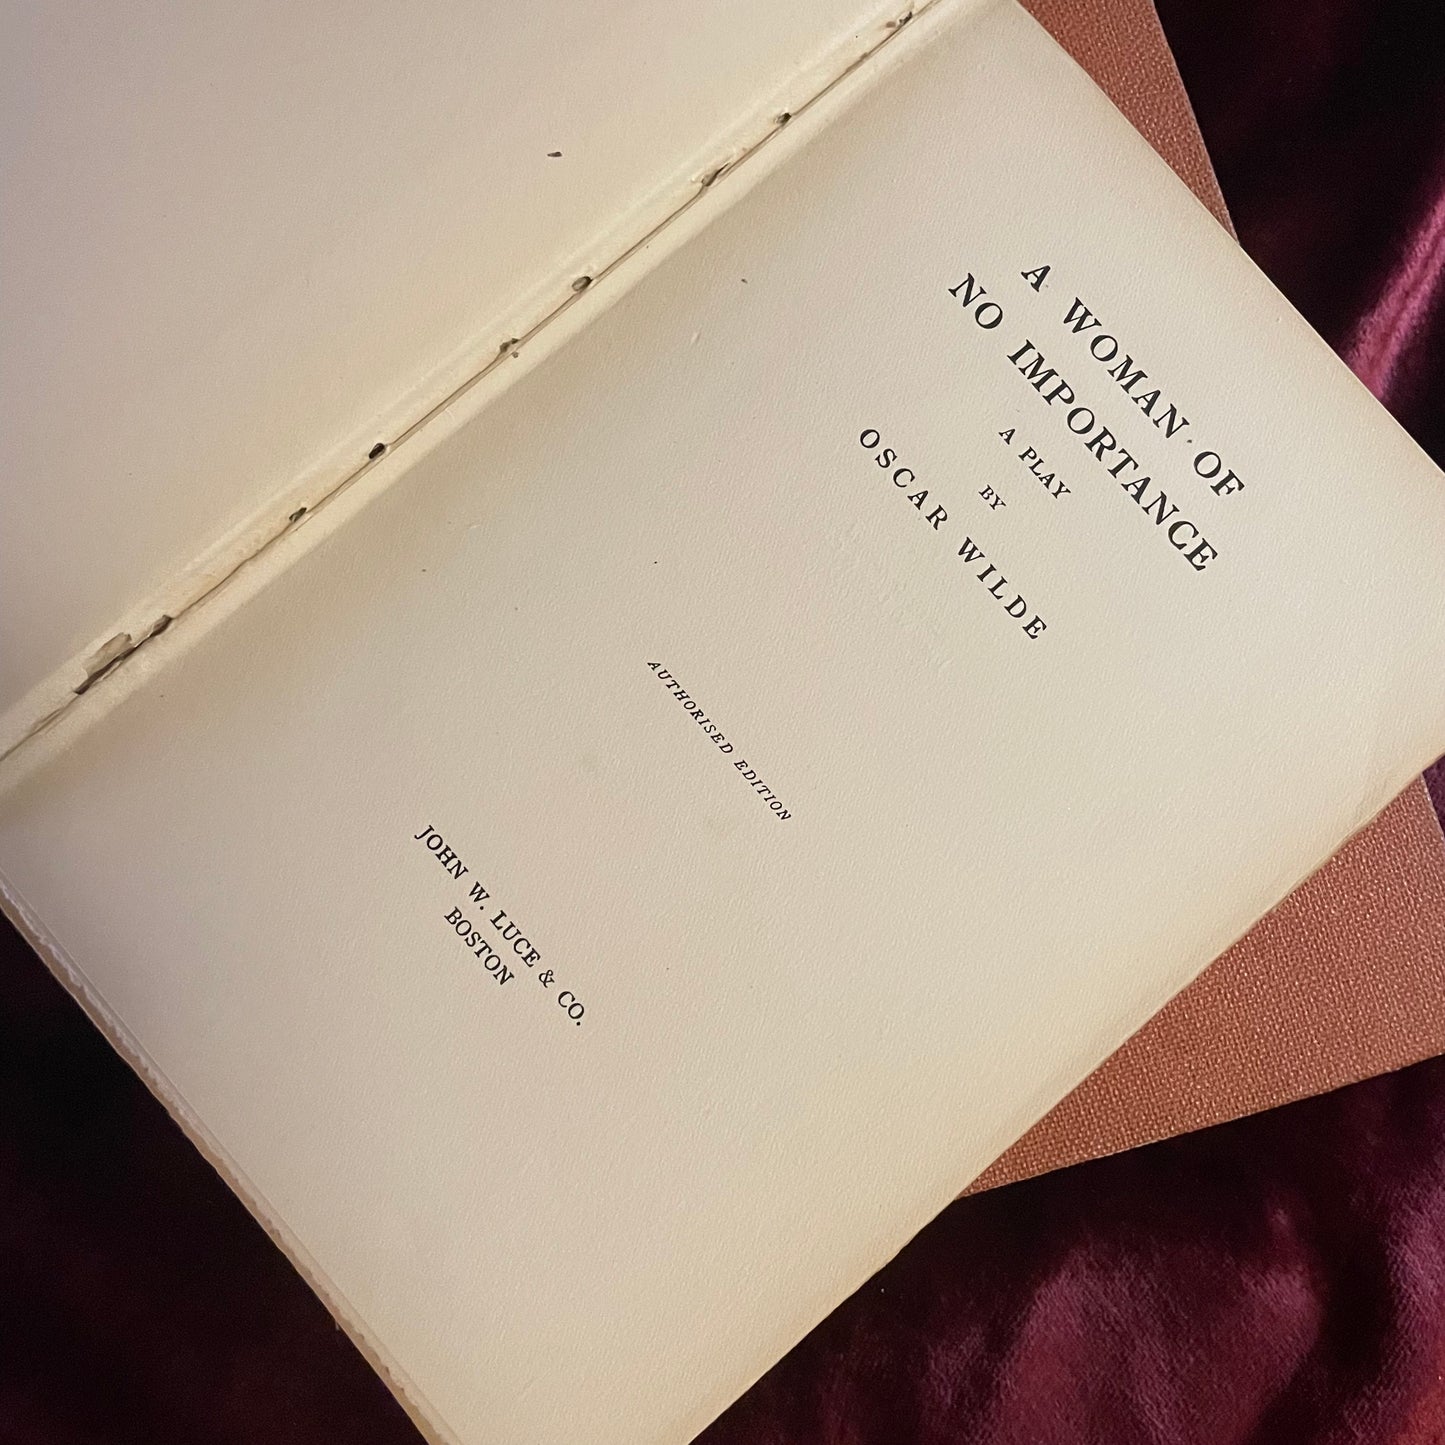 A WOMAN OF
NO IMPORTANCE
A PLAY
BY
OSCAR WILDE
AUTHORISED EDITION
JOHN W. LUCE & CO.
BOSTON